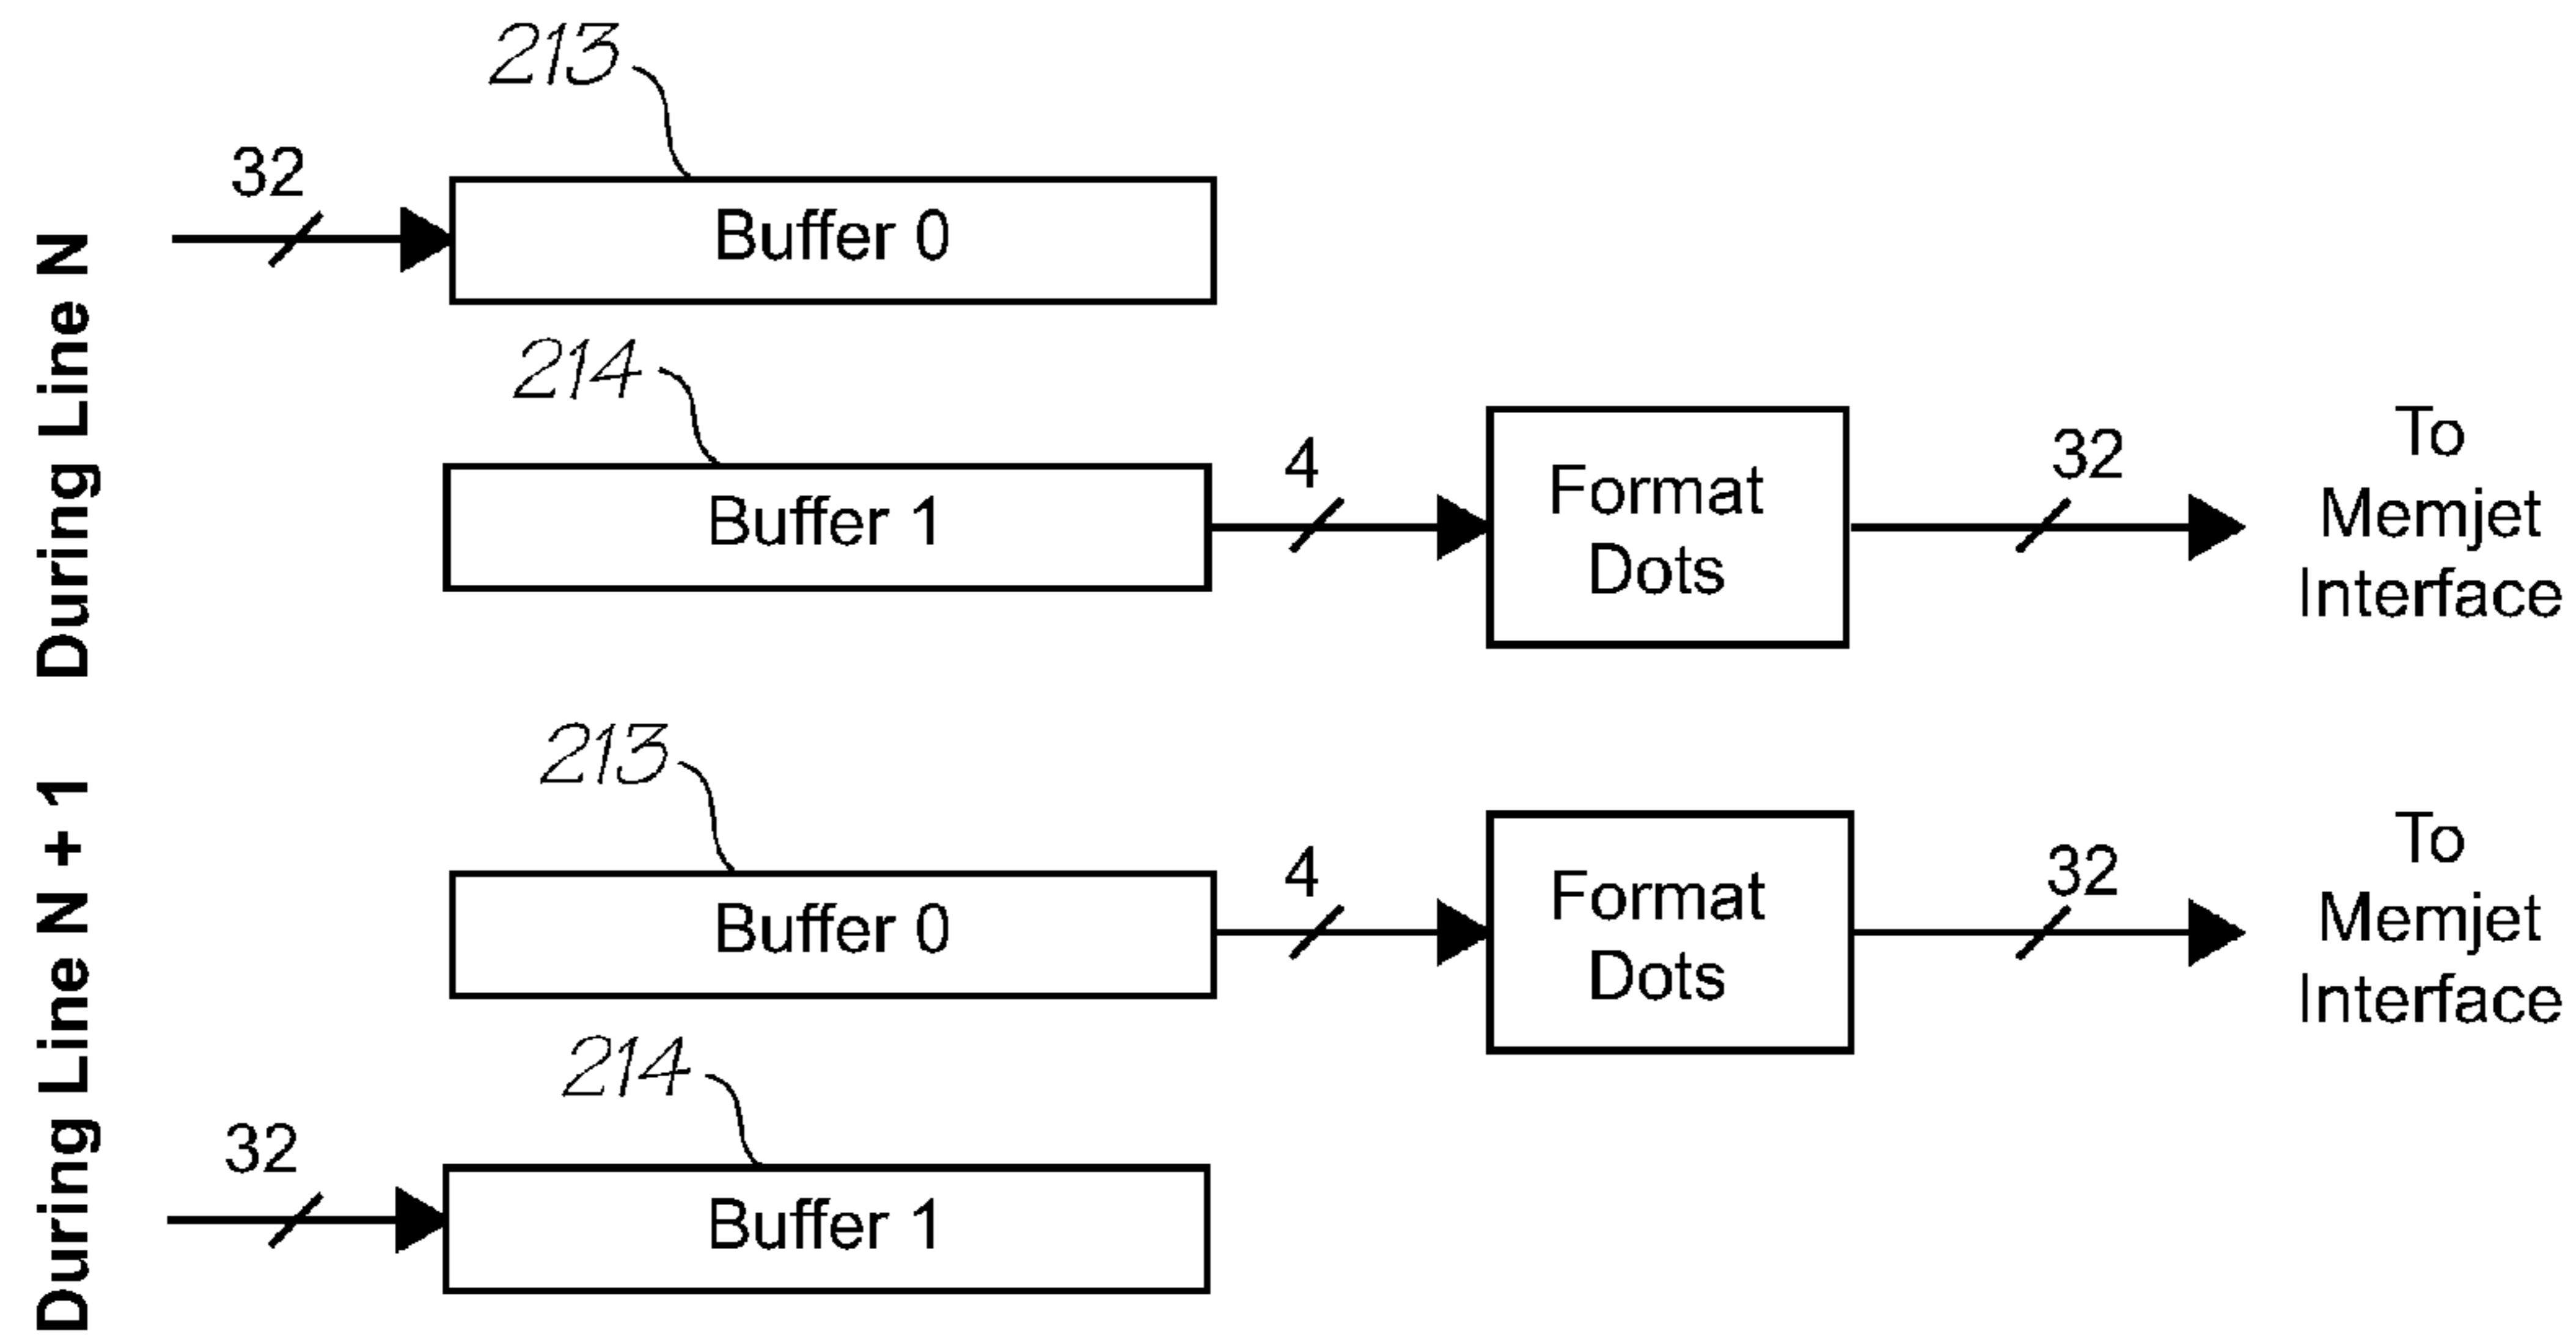 During Line N
213
32
Buffer 0
214
Buffer 1
4
Format
Dots
32
To
Memjet
Interface
During Line N + 1
213
Buffer 0
4
Format
Dots
32
To
Memjet
Interface
214
32
Buffer 1